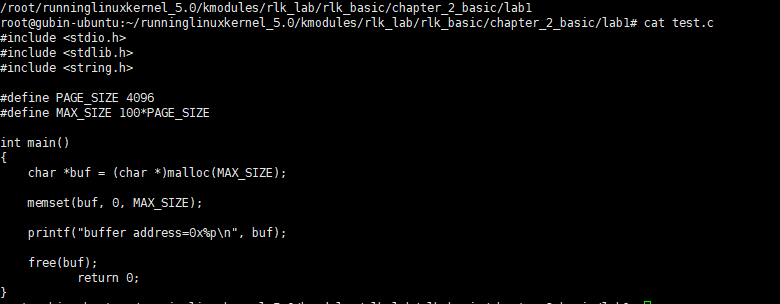 /root/runninglinuxkernel_5.0/kmodules/rlk_lab/rlk_basic/chapter_2_basic/lab1
root@gubin-ubuntu:~/runninglinuxkernel_5.0/kmodules/rlk_lab/rlk_basic/chapter_2_basic/lab1# cat test.c
#include <stdio.h>
#include <stdlib.h>
#include <string.h>

#define PAGE_SIZE 4096
#define MAX_SIZE 100*PAGE_SIZE

int main()
{
    char *buf = (char *)malloc(MAX_SIZE);

    memset(buf, 0, MAX_SIZE);

    printf("buffer address=0x%p\n", buf);

    free(buf);
           return 0;
}